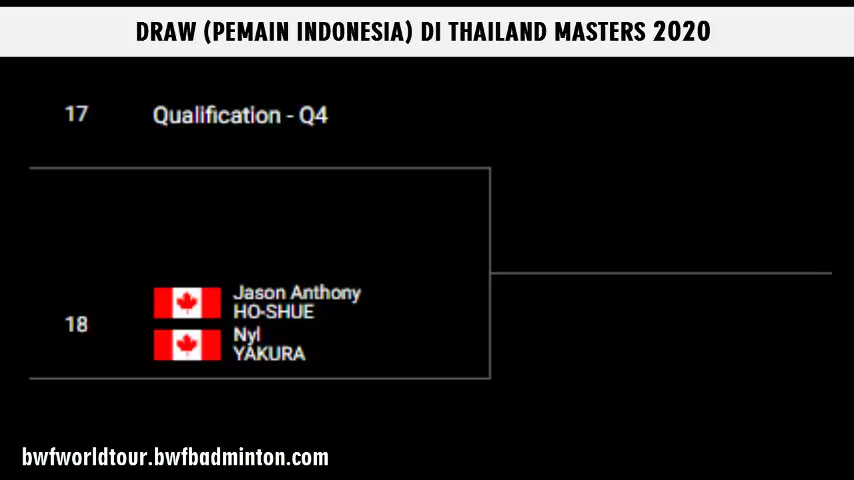 DRAW (PEMAIN INDONESIA) DI THAILAND MASTERS 2020
17
Qualification - Q4
18
Jason Anthony
HO-SHUE
Nyl
YAKURA
bwfworldtour.bwfbadminton.com